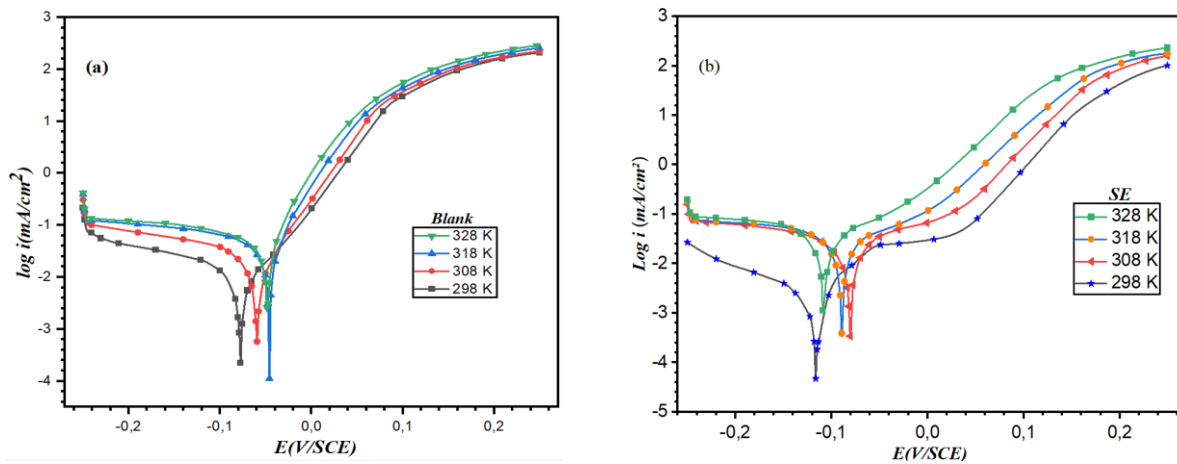 (a)
log i(mA/cm²)
3
2
1
0
-1
-2
-3
-4
Blank
328 K
318 K
308 K
298 K
-0,2
-0,1
0,0
0,1
0,2
E(V/SCE)
(b)
Log i (mA/cm²)
3
2
1
0
-1
-2
-3
-4
-5
SE
328 K
318 K
308 K
298 K
-0,2
-0,1
0,0
0,1
0,2
E(V/SCE)